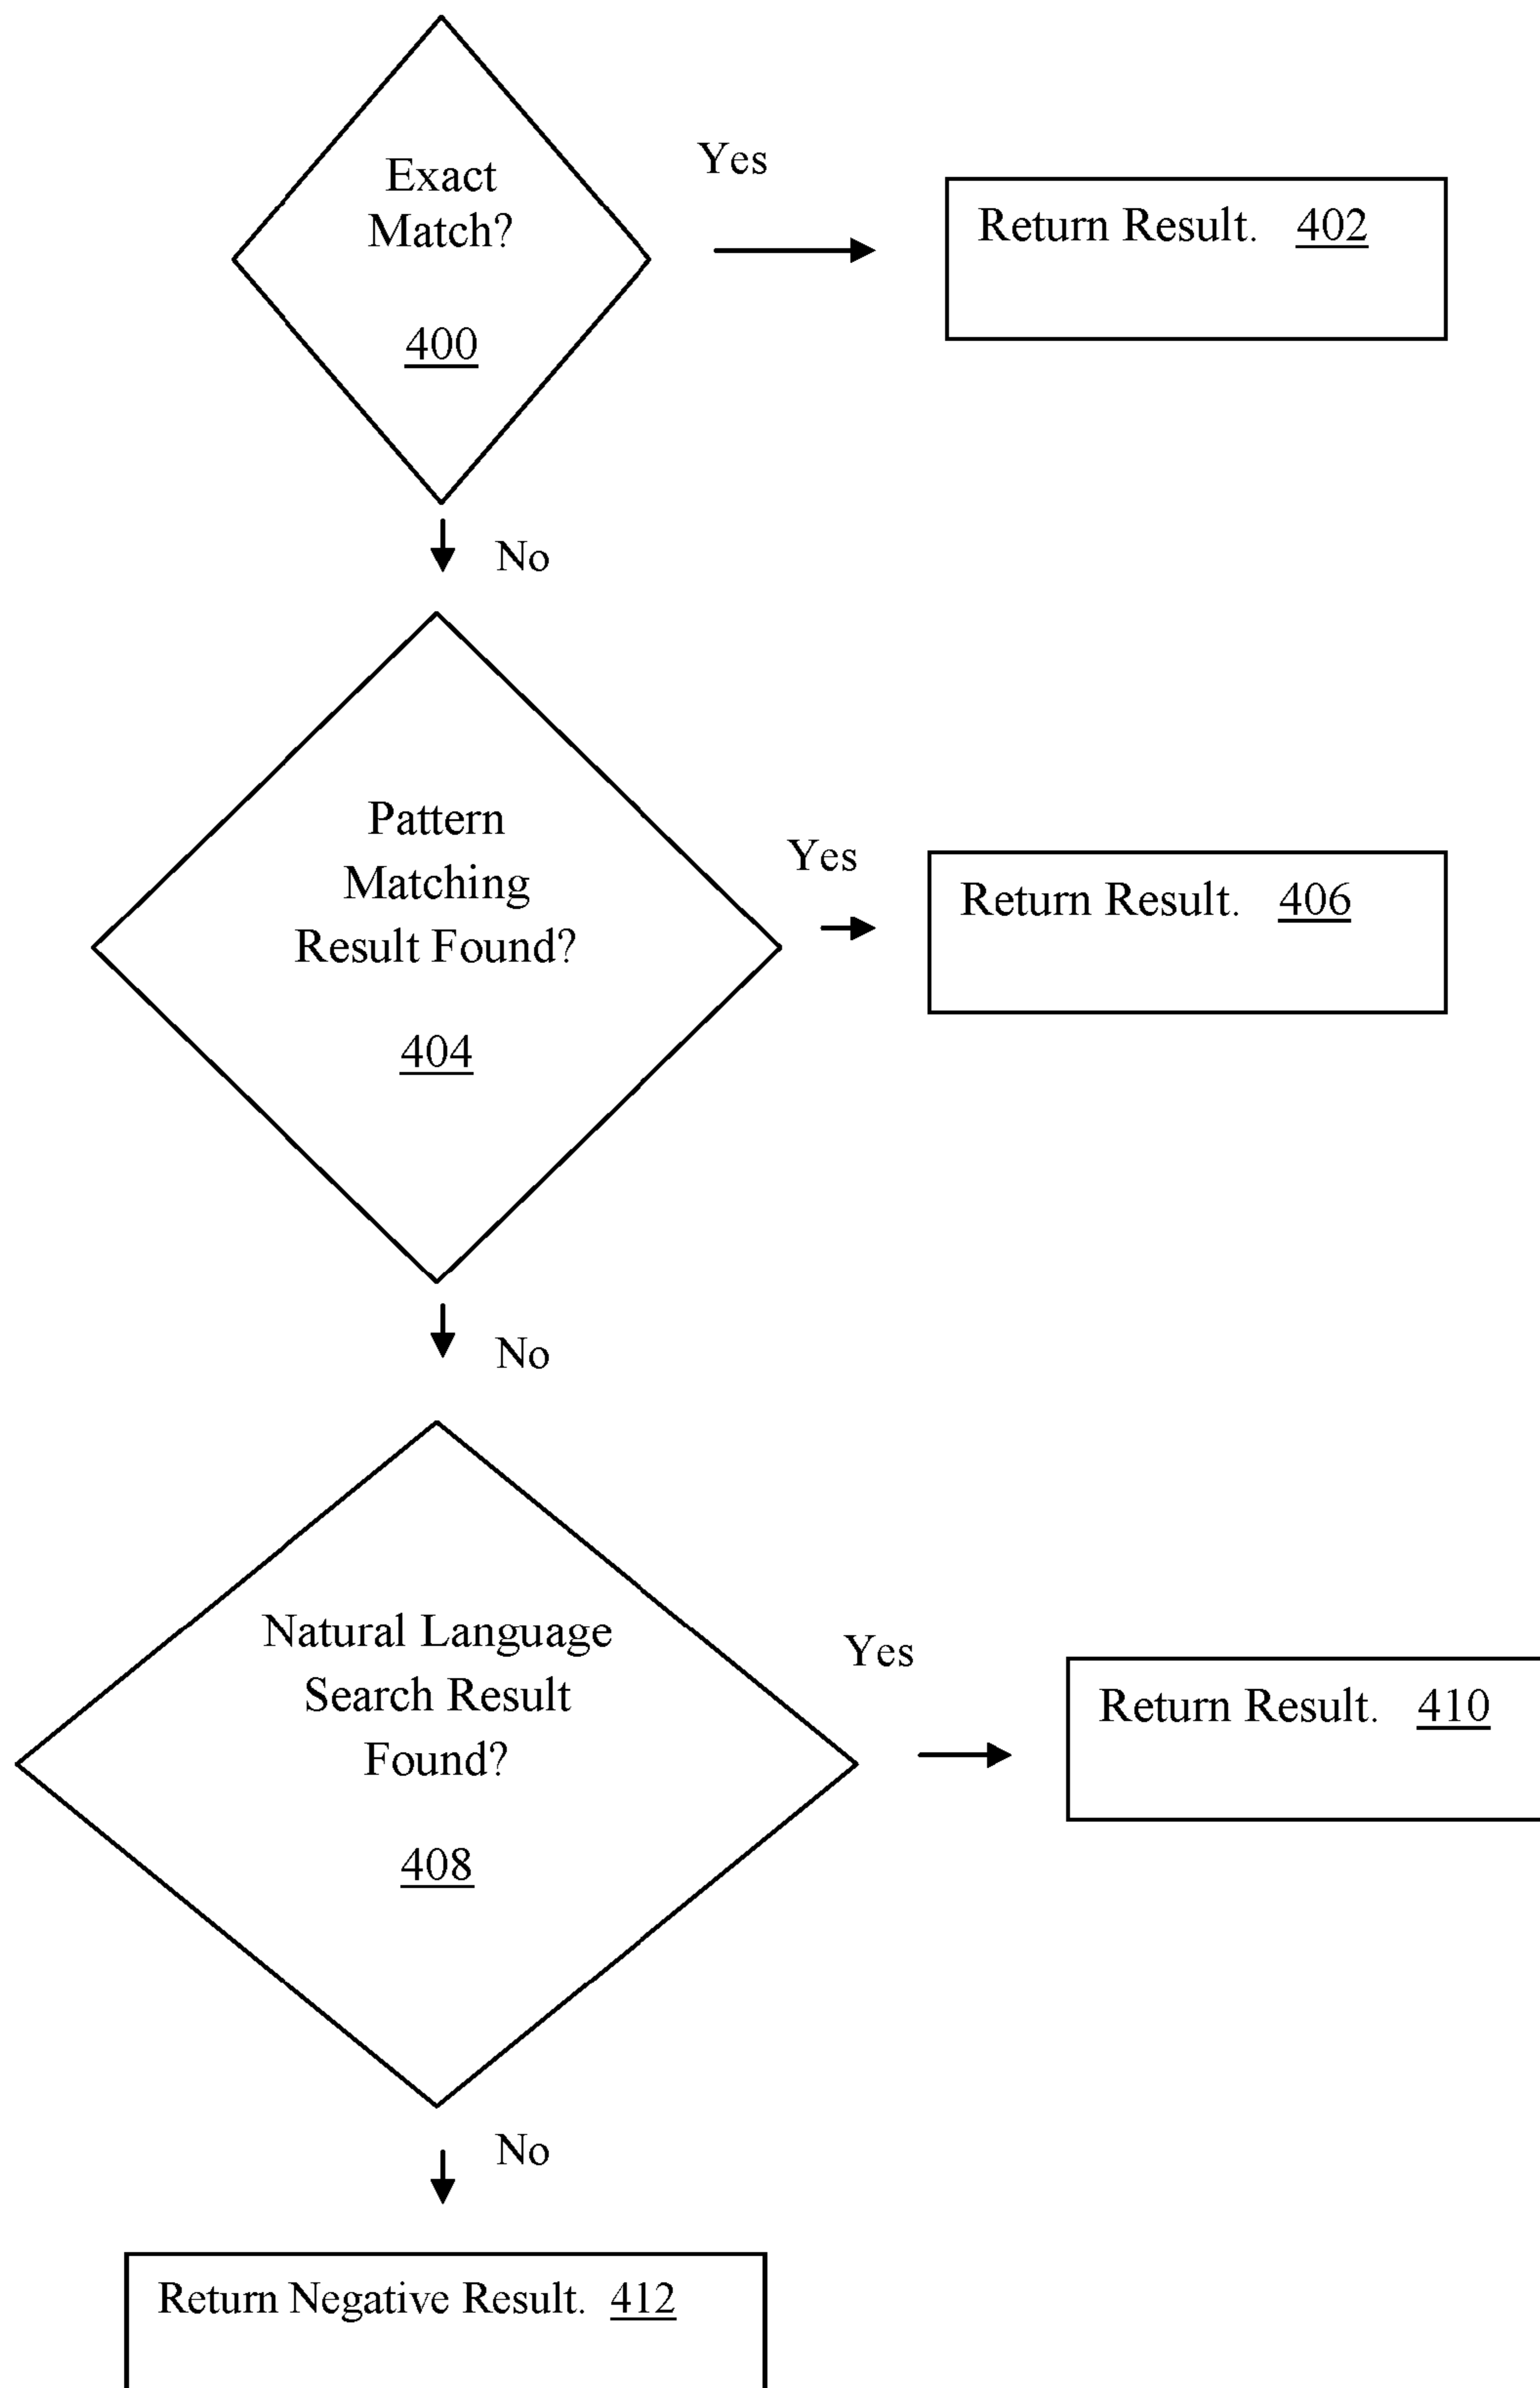 Exact
Match?
400
Yes
Return Result. 402
No
Pattern
Matching
Result Found?
404
Yes
Return Result. 406
No
Natural Language
Search Result
Found?
408
Yes
Return Result. 410
No
Return Negative Result. 412